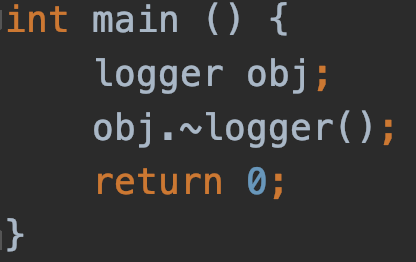 int main () {
logger obj;
obj.~logger();
return 0;
}